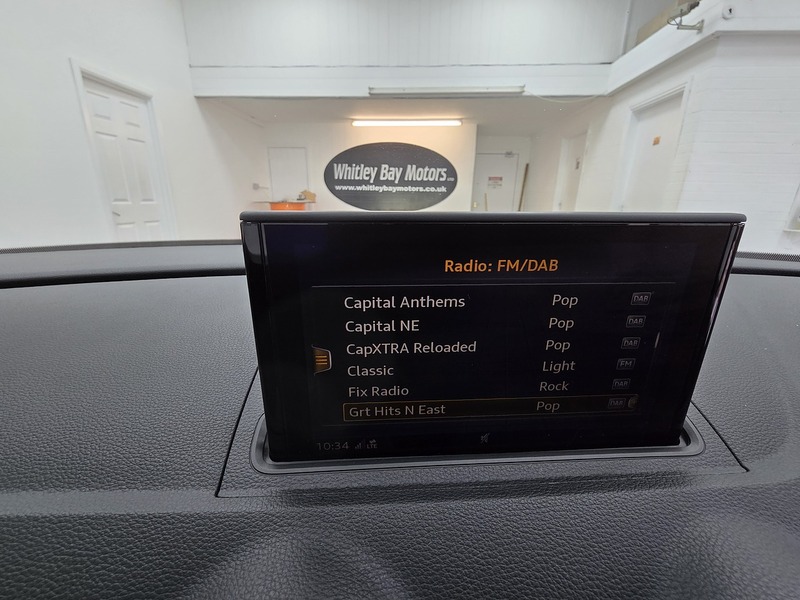 Whitley Bay Motors
www.whitleybaymotors.co.uk
Radio: FM/DAB
Capital Anthems Pop DAB
Capital NE Pop DAB
CapXTRA Reloaded Pop DAB
Classic Light FM
Fix Radio Rock DAB
Grt Hits N East Pop DAB
10:34 LTE